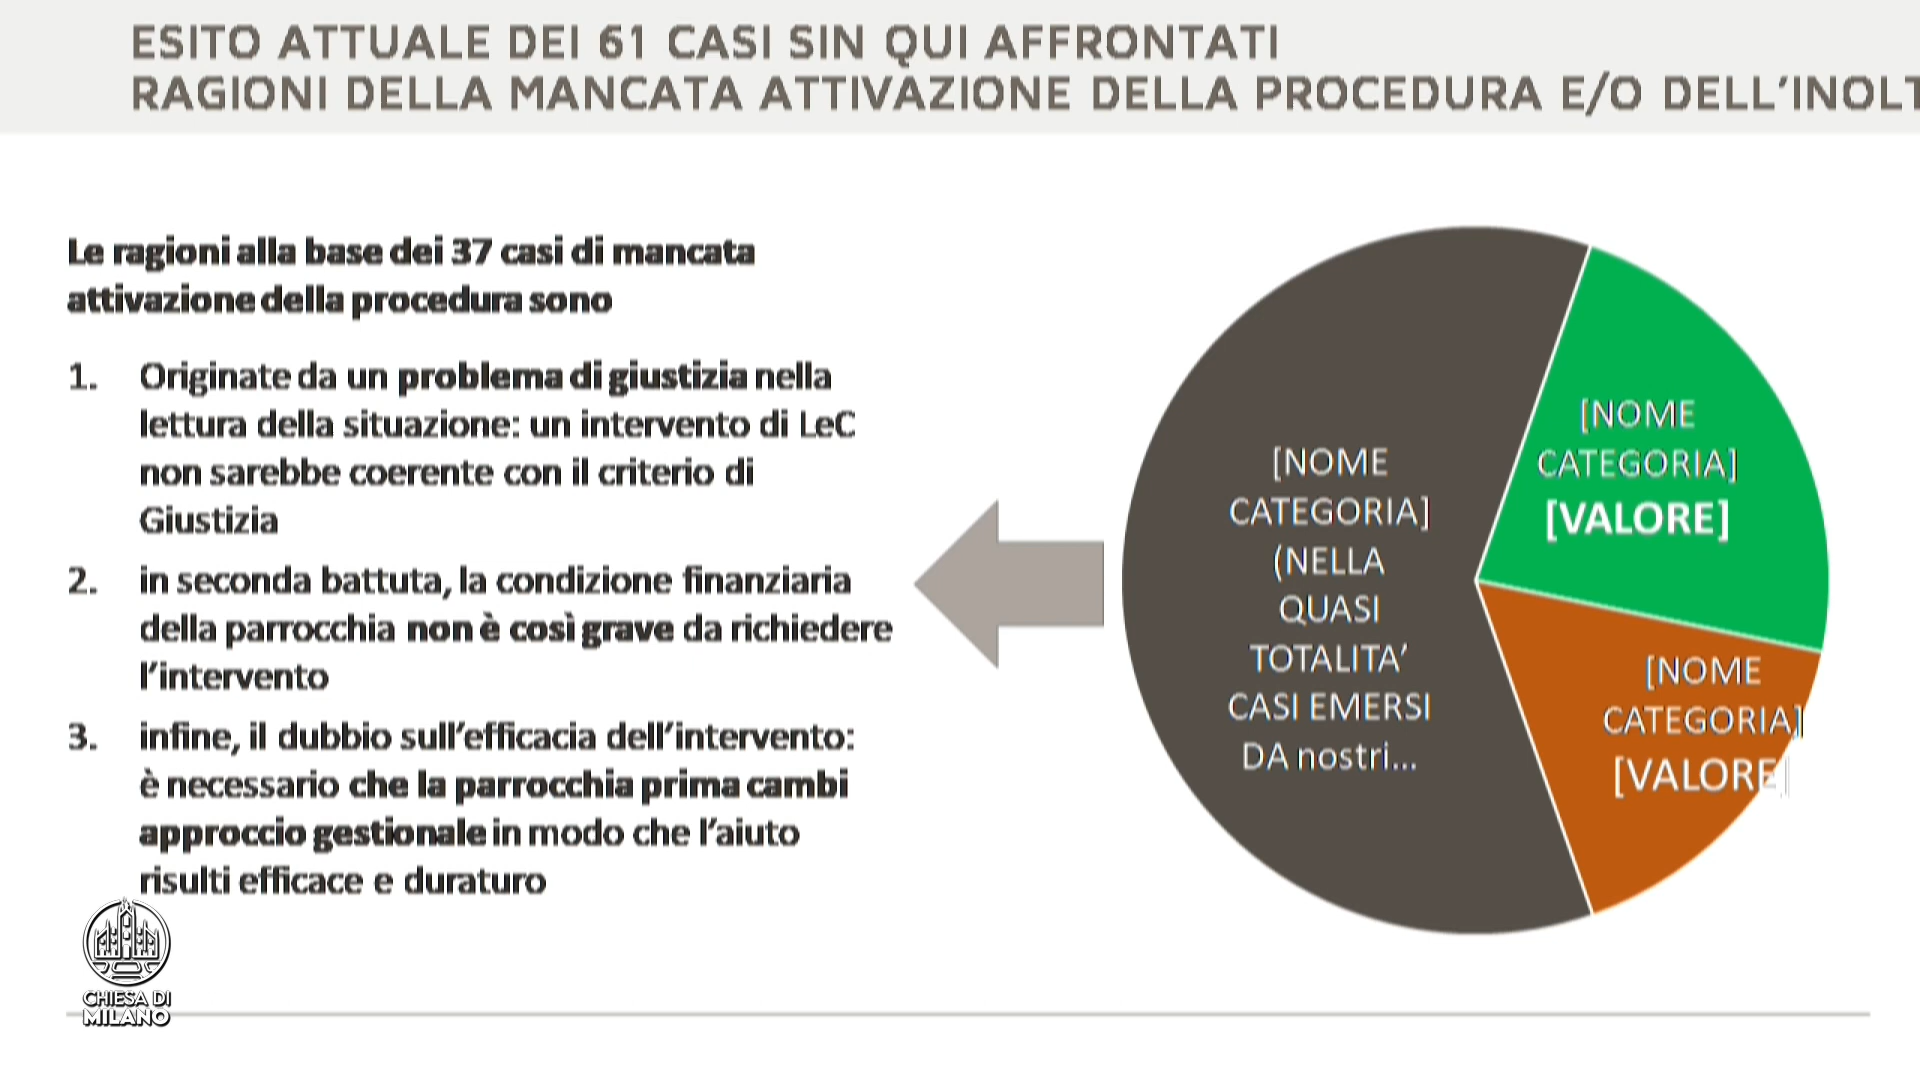 ESITO ATTUALE DEI 61 CASI SIN QUI AFFRONTATI
RAGIONI DELLA MANCATA ATTIVAZIONE DELLA PROCEDURA E/O DELL'INOLT
Le ragioni alla base dei 37 casi di mancata
attivazione della procedura sono
1. Originate da un problema di giustizia nella
lettura della situazione: un intervento di LeC
non sarebbe coerente con il criterio di
Giustizia
2. in seconda battuta, la condizione finanziaria
della parrocchia non è così grave da richiedere
l'intervento
3. infine, il dubbio sull'efficacia dell'intervento:
è necessario che la parrocchia prima cambi
approccio gestionale in modo che l'aiuto
risulti efficace e duraturo
[NOME
CATEGORIA]
(NELLA
QUASI
TOTALITA'
CASI EMERSI
DA nostri...
[NOME
CATEGORIA]
[VALORE]
[NOME
CATEGORIA]
[VALORE]
CHIESA DI
MILANO